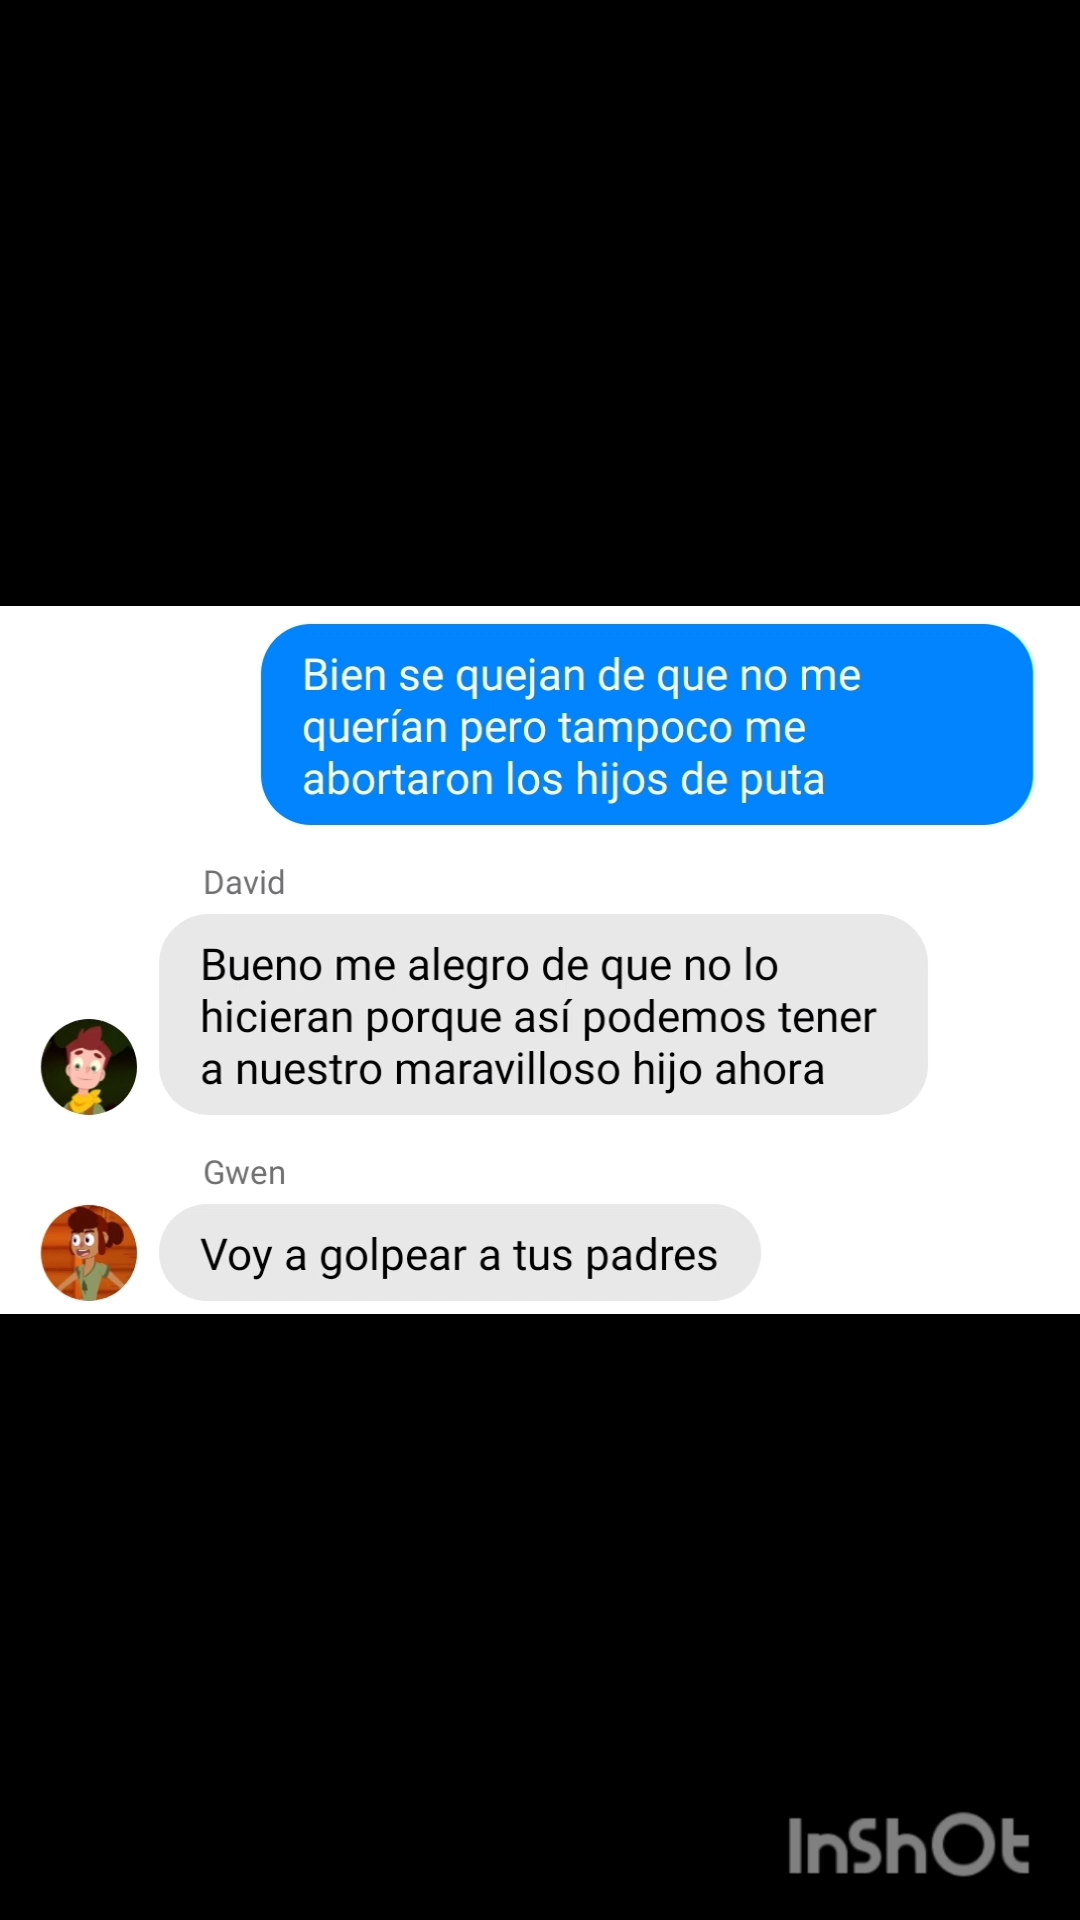 Bien se quejan de que no me
querían pero tampoco me
abortaron los hijos de puta
David
Bueno me alegro de que no lo
hicieran porque así podemos tener
a nuestro maravilloso hijo ahora
Gwen
Voy a golpear a tus padres
InShOt